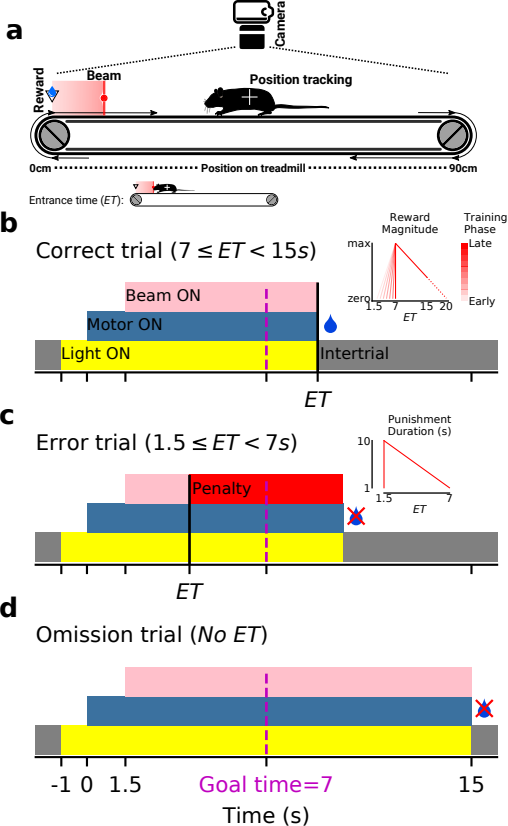 a
Camera
Reward
Beam
Position tracking
0cm
Position on treadmill
90cm
Entrance time (ET):
b
Correct trial (7 ≤ ET < 15s)
Beam ON
Motor ON
Light ON
Intertrial
ET
Reward
Magnitude
max
zero
1.5 7 15 20
ET
Training
Phase
Late
Early
c
Error trial (1.5 ≤ ET < 7s)
Penalty
ET
Punishment
Duration (s)
10
1
1.5 7
ET
d
Omission trial (No ET)
-1 0 1.5 Goal time=7 15
Time (s)